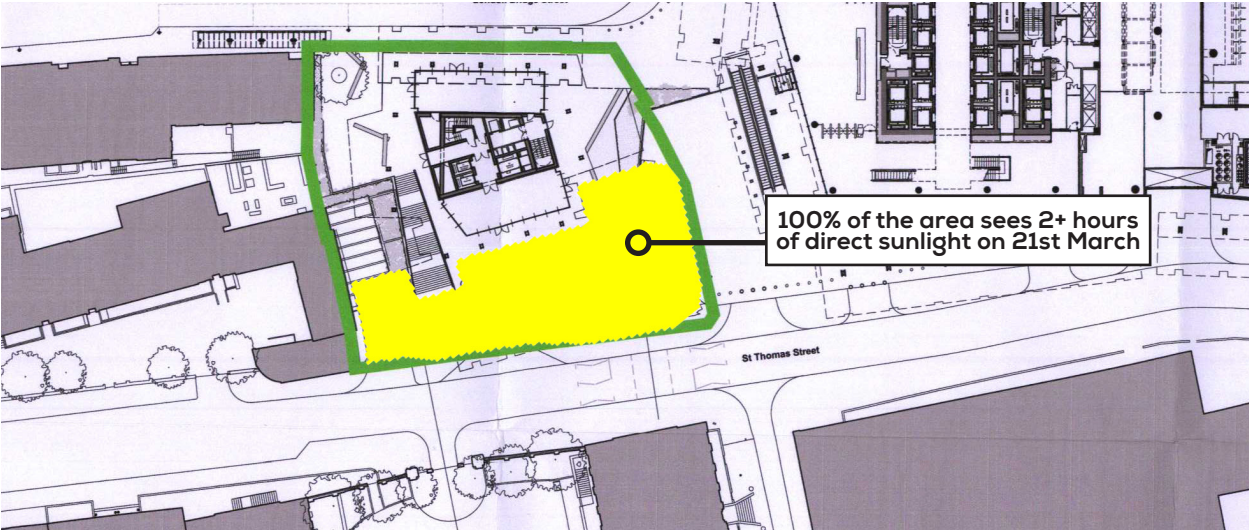 100% of the area sees 2+ hours
of direct sunlight on 21st March
St Thomas Street